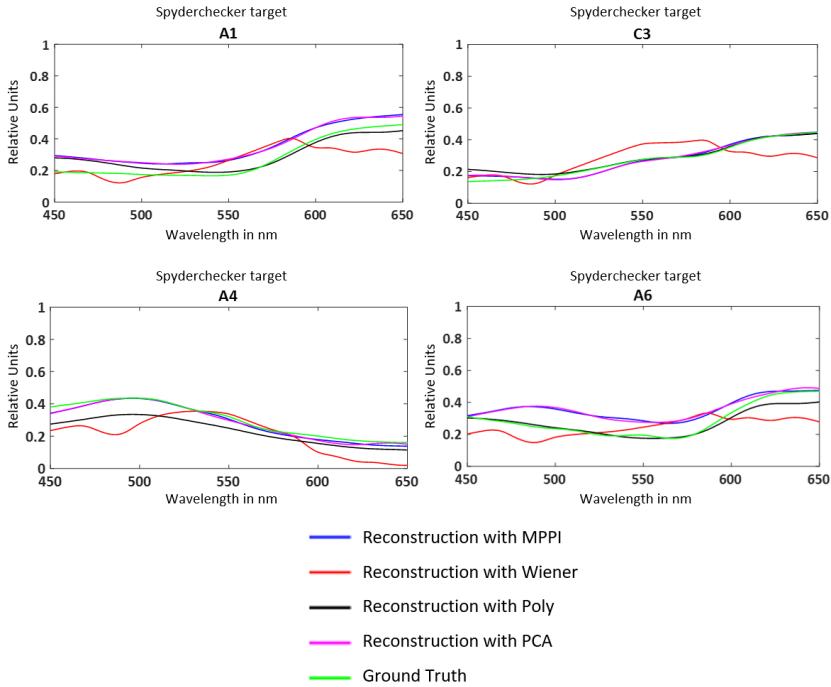 Spyderchecker target
A1
1
0.8
0.6
0.4
0.2
0
450 500 550 600 650
Relative Units
Wavelength in nm
Spyderchecker target
C3
1
0.8
0.6
0.4
0.2
0
450 500 550 600 650
Relative Units
Wavelength in nm
Spyderchecker target
A4
1
0.8
0.6
0.4
0.2
0
450 500 550 600 650
Relative Units
Wavelength in nm
Spyderchecker target
A6
1
0.8
0.6
0.4
0.2
0
450 500 550 600 650
Relative Units
Wavelength in nm
Reconstruction with MPPI
Reconstruction with Wiener
Reconstruction with Poly
Reconstruction with PCA
Ground Truth